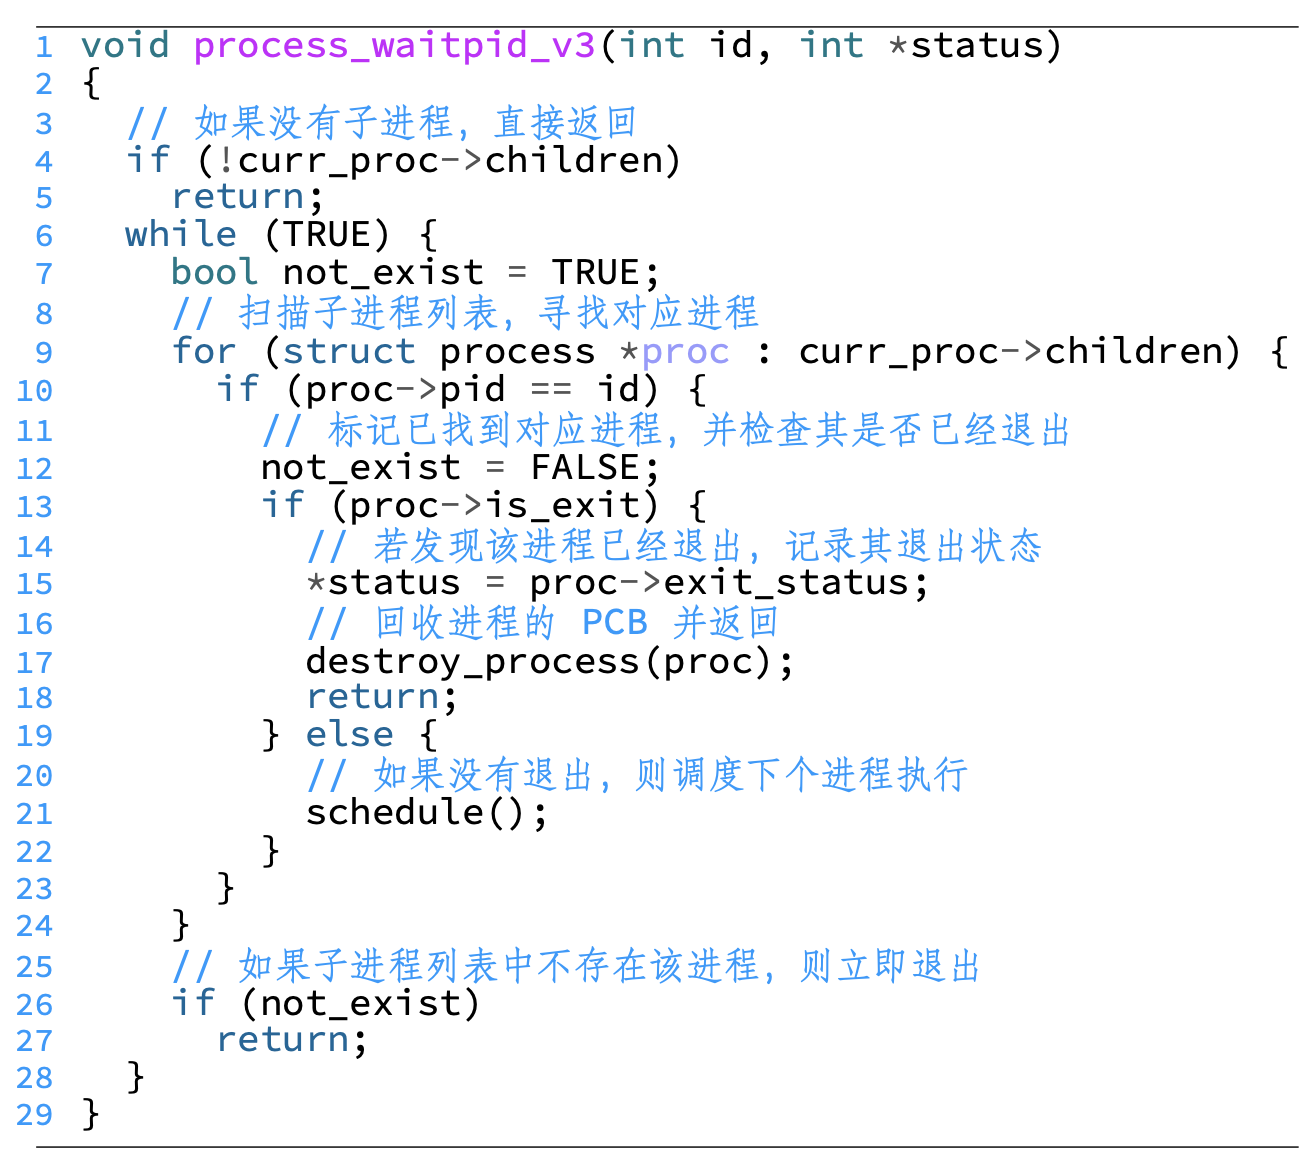 1 void process_waitpid_v3(int id, int *status)
2 {
3   // 如果没有子进程，直接返回
4   if (!curr_proc->children)
5     return;
6   while (TRUE) {
7     bool not_exist = TRUE;
8     // 扫描子进程列表，寻找对应进程
9     for (struct process *proc : curr_proc->children) {
10       if (proc->pid == id) {
11         // 标记已找到对应进程，并检查其是否已经退出
12         not_exist = FALSE;
13         if (proc->is_exit) {
14           // 若发现该进程已经退出，记录其退出状态
15           *status = proc->exit_status;
16           // 回收进程的 PCB 并返回
17           destroy_process(proc);
18           return;
19         } else {
20           // 如果没有退出，则调度下个进程执行
21           schedule();
22         }
23       }
24     }
25     // 如果子进程列表中不存在该进程，则立即退出
26     if (not_exist)
27       return;
28   }
29 }